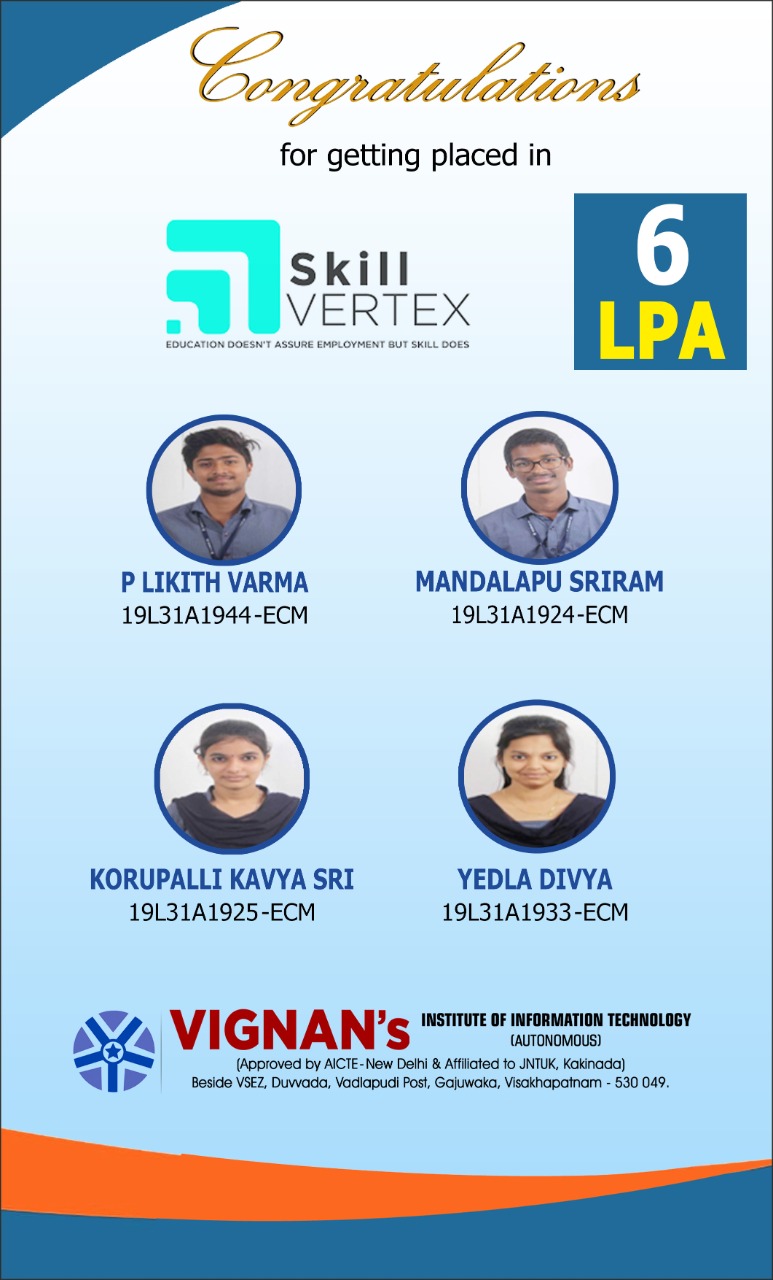 Congratulations
for getting placed in
6
LPA
Skill
VERTEX
EDUCATION DOESN'T ASSURE EMPLOYMENT BUT SKILL DOES
P LIKITH VARMA
19L31A1944-ECM
MANDALAPU SRIRAM
19L31A1924-ECM
KORUPALLI KAVYA SRI
19L31A1925-ECM
YEDLA DIVYA
19L31A1933-ECM
VIGNAN's INSTITUTE OF INFORMATION TECHNOLOGY
(AUTONOMOUS)
(Approved by AICTE-New Delhi & Affiliated to JNTUK, Kakinada)
Beside VSEZ, Duvvada, Vadlapudi Post, Gajuwaka, Visakhapatnam - 530 049.